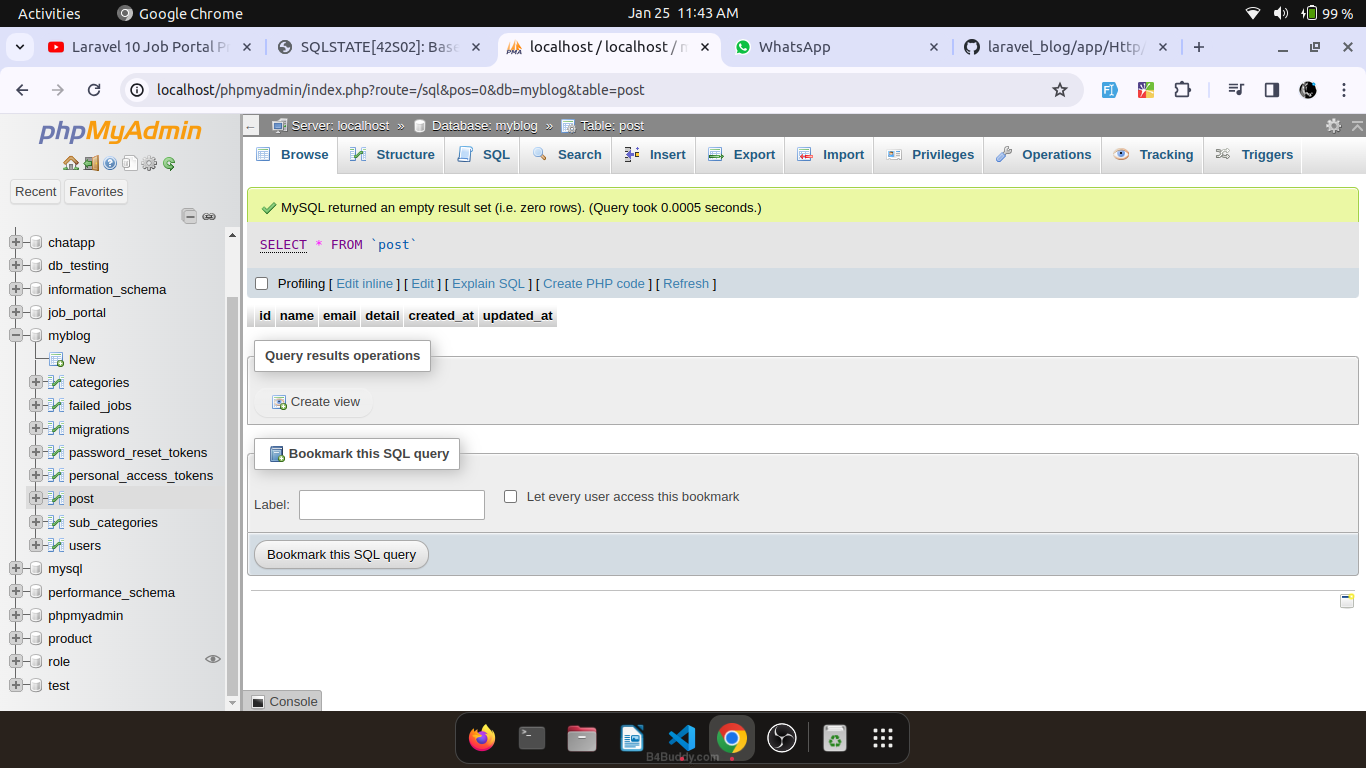 Activities
Google Chrome
Jan 25 11:43 AM
99 %
Laravel 10 Job Portal P
SQLSTATE[42S02]: Base
localhost / localhost / m
WhatsApp
laravel_blog/app/Http/
localhost/phpmyadmin/index.php?route=/sql&pos=0&db=myblog&table=post
phpMyAdmin
Recent
Favorites
chatapp
db_testing
information_schema
job_portal
myblog
New
categories
failed_jobs
migrations
password_reset_tokens
personal_access_tokens
post
sub_categories
users
mysql
performance_schema
phpmyadmin
product
role
test
Server: localhost » Database: myblog » Table: post
Browse
Structure
SQL
Search
Insert
Export
Import
Privileges
Operations
Tracking
Triggers
MySQL returned an empty result set (i.e. zero rows). (Query took 0.0005 seconds.)
SELECT * FROM `post`
Profiling [ Edit inline ] [ Edit ] [ Explain SQL ] [ Create PHP code ] [ Refresh ]
id name email detail created_at updated_at
Query results operations
Create view
Bookmark this SQL query
Label:
Let every user access this bookmark
Bookmark this SQL query
Console
B4Buddy.com